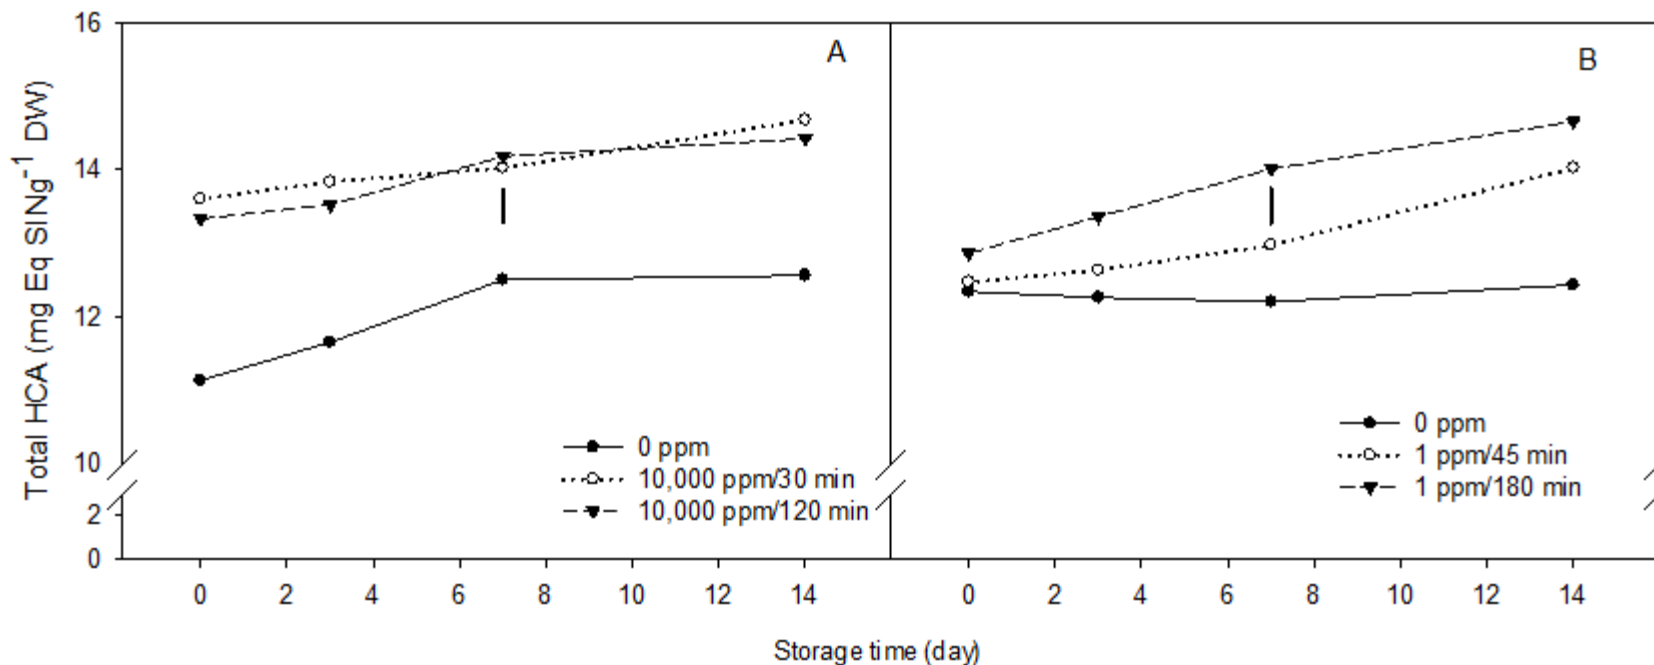 Total HCA (mg Eq SINg⁻¹ DW)
16
14
12
10
2
0
A
0 ppm
10,000 ppm/30 min
10,000 ppm/120 min
0 2 4 6 8 10 12 14
B
0 ppm
1 ppm/45 min
1 ppm/180 min
0 2 4 6 8 10 12 14
Storage time (day)